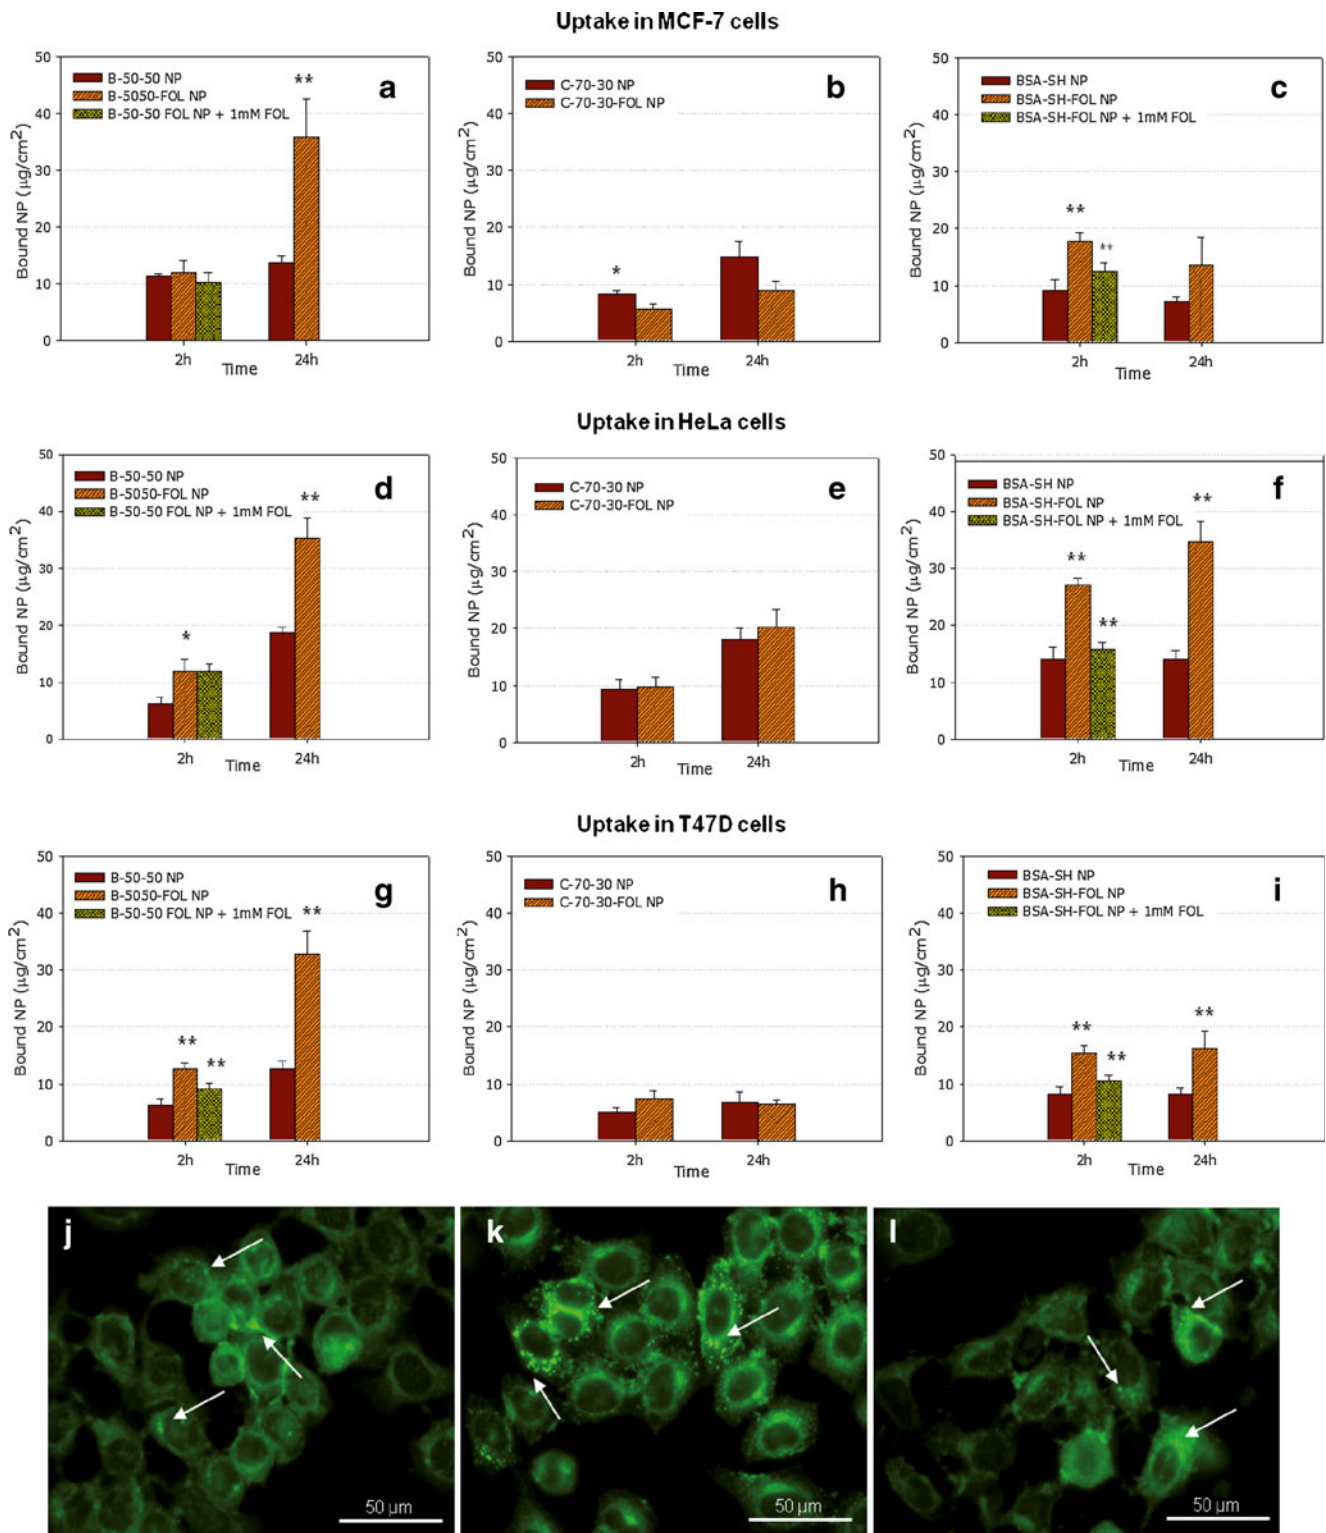 Uptake in MCF-7 cells
a
B-50-50 NP
B-5050-FOL NP
B-50-50 FOL NP + 1mM FOL
**
Bound NP (µg/cm²)
50
40
30
20
10
0
2h
24h
Time
b
C-70-30 NP
C-70-30-FOL NP
*
Bound NP (µg/cm²)
50
40
30
20
10
0
2h
24h
Time
c
BSA-SH NP
BSA-SH-FOL NP
BSA-SH-FOL NP + 1mM FOL
**
**
Bound NP (µg/cm²)
50
40
30
20
10
0
2h
24h
Time
Uptake in HeLa cells
d
B-50-50 NP
B-5050-FOL NP
B-50-50 FOL NP + 1mM FOL
*
**
Bound NP (µg/cm²)
50
40
30
20
10
0
2h
24h
Time
e
C-70-30 NP
C-70-30-FOL NP
Bound NP (µg/cm²)
50
40
30
20
10
0
2h
24h
Time
f
BSA-SH NP
BSA-SH-FOL NP
BSA-SH-FOL NP + 1mM FOL
**
**
**
Bound NP (µg/cm²)
50
40
30
20
10
0
2h
24h
Time
Uptake in T47D cells
g
B-50-50 NP
B-5050-FOL NP
B-50-50 FOL NP + 1mM FOL
**
**
**
Bound NP (µg/cm²)
50
40
30
20
10
0
2h
24h
Time
h
C-70-30 NP
C-70-30-FOL NP
Bound NP (µg/cm²)
50
40
30
20
10
0
2h
24h
Time
i
BSA-SH NP
BSA-SH-FOL NP
BSA-SH-FOL NP + 1mM FOL
**
**
**
Bound NP (µg/cm²)
50
40
30
20
10
0
2h
24h
Time
j
50 µm
k
50 µm
l
50 µm